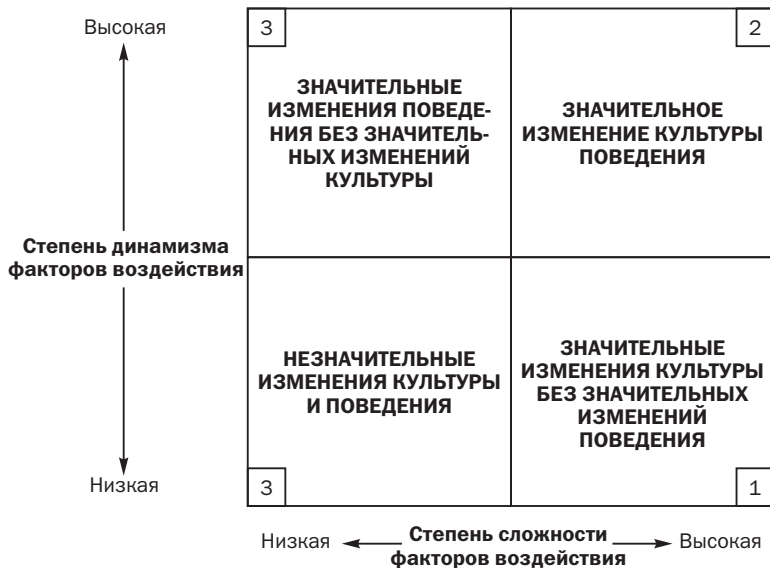 Высокая
3
2
ЗНАЧИТЕЛЬНЫЕ
ИЗМЕНЕНИЯ ПОВЕДЕ-
НИЯ БЕЗ ЗНАЧИТЕЛЬ-
НЫХ ИЗМЕНЕНИЙ
КУЛЬТУРЫ
ЗНАЧИТЕЛЬНОЕ
ИЗМЕНЕНИЕ КУЛЬТУРЫ
ПОВЕДЕНИЯ
Степень динамизма
факторов воздействия
НЕЗНАЧИТЕЛЬНЫЕ
ИЗМЕНЕНИЯ КУЛЬТУРЫ
И ПОВЕДЕНИЯ
ЗНАЧИТЕЛЬНЫЕ
ИЗМЕНЕНИЯ КУЛЬТУРЫ
БЕЗ ЗНАЧИТЕЛЬНЫХ
ИЗМЕНЕНИЙ
ПОВЕДЕНИЯ
Низкая
3
1
Низкая
Степень сложности
факторов воздействия
Высокая